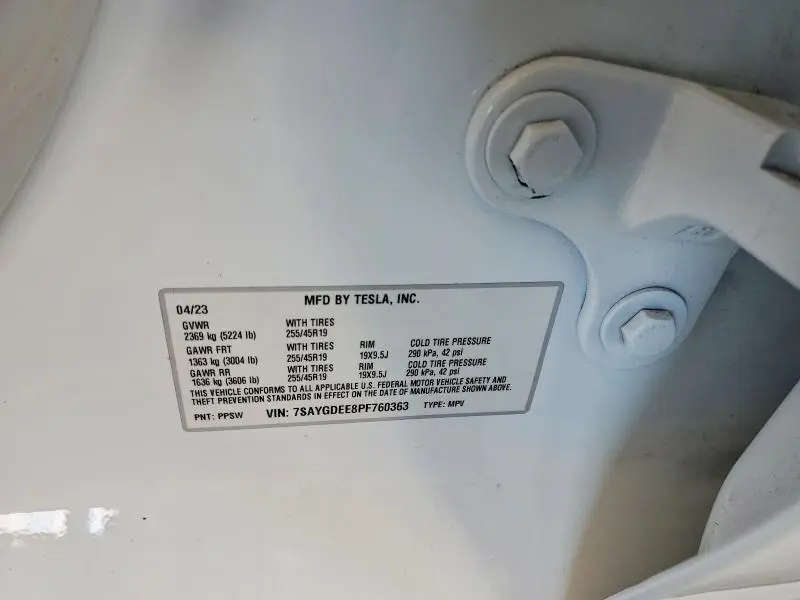 MFD BY TESLA, INC.
04/23
GVWR WITH TIRES
2369 kg (5224 lb) 255/45R19
GAWR FRT WITH TIRES RIM COLD TIRE PRESSURE
1363 kg (3004 lb) 255/45R19 19X9.5J 290 kPa, 42 psi
GAWR RR WITH TIRES RIM COLD TIRE PRESSURE
1636 kg (3606 lb) 255/45R19 19X9.5J 290 kPa, 42 psi
THIS VEHICLE CONFORMS TO ALL APPLICABLE U.S. FEDERAL MOTOR VEHICLE SAFETY AND
THEFT PREVENTION STANDARDS IN EFFECT ON THE DATE OF MANUFACTURE SHOWN ABOVE.
PNT: PPSW VIN: 7SAYGDEE8PF760363 TYPE: MPV